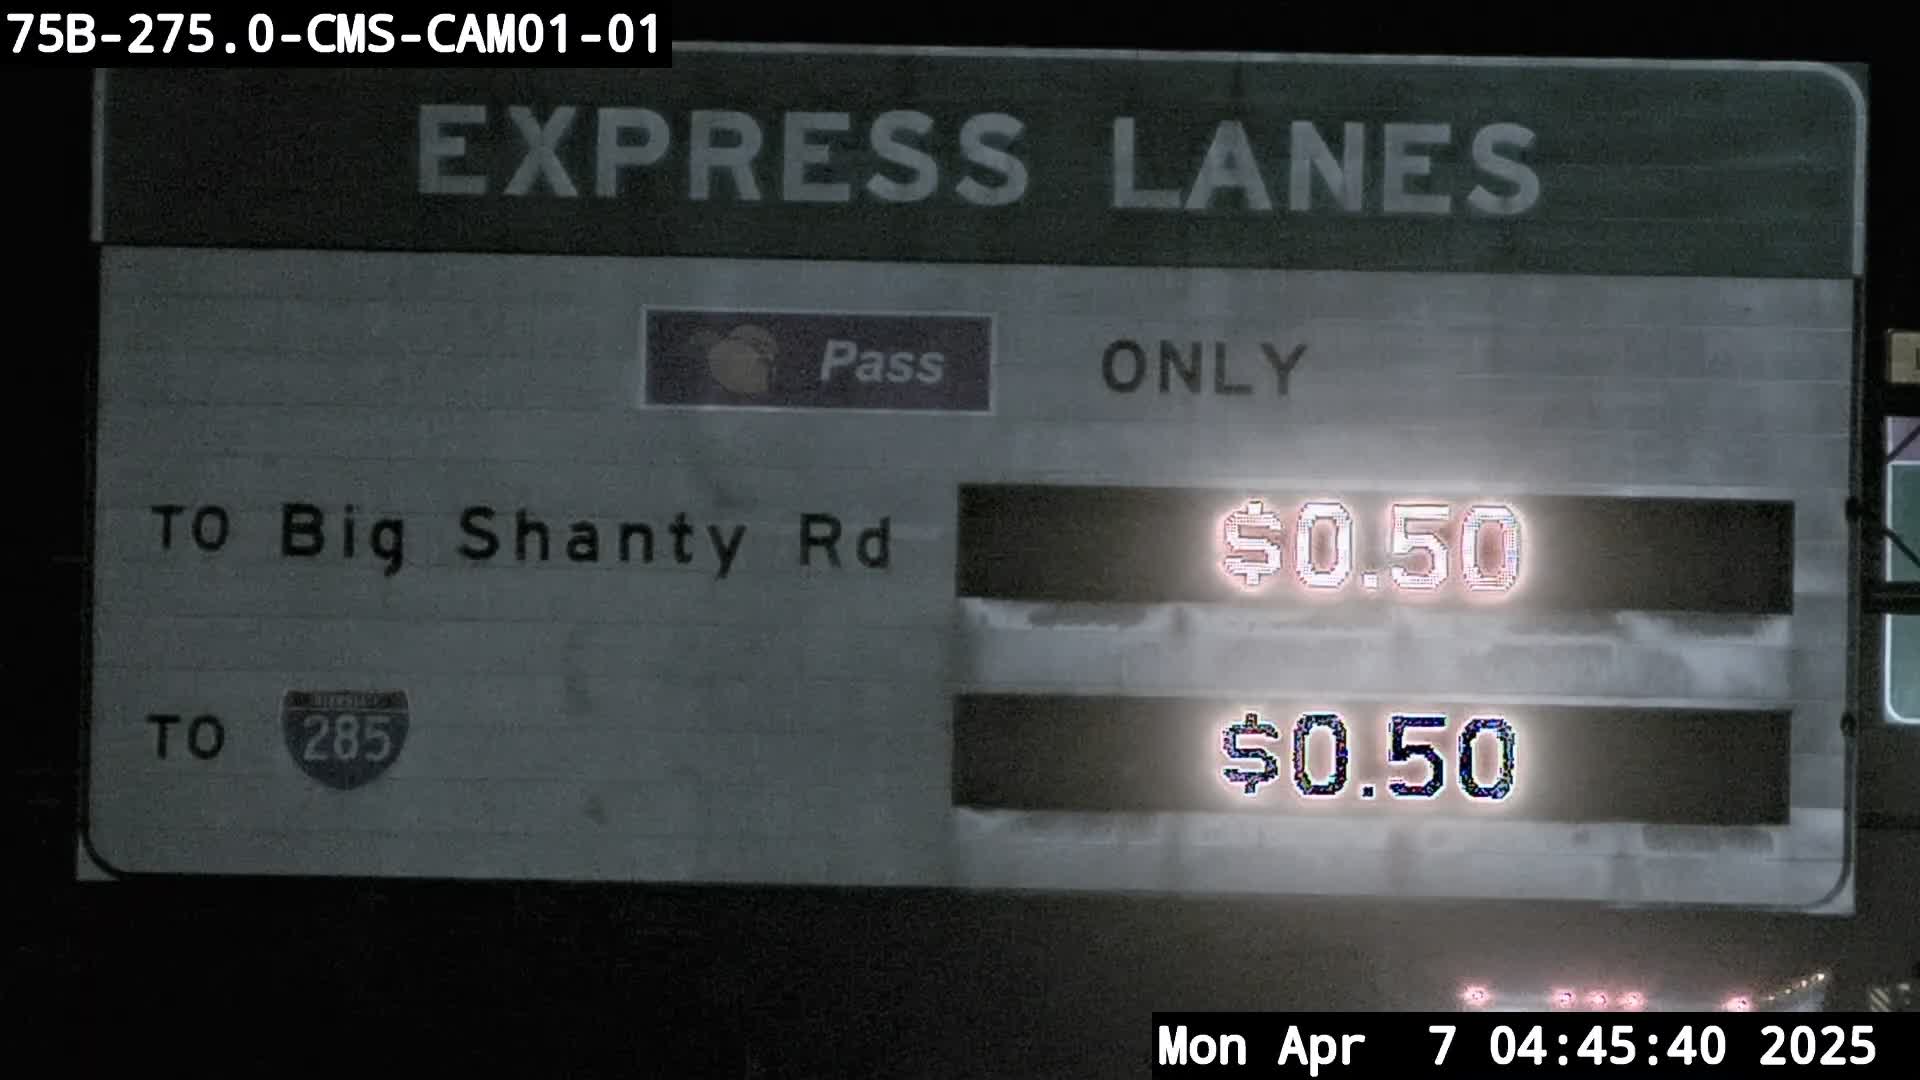 75B-275.0-CMS-CAM01-01
EXPRESS LANES
Pass ONLY
TO Big Shanty Rd $0.50
TO 285 $0.50
Mon Apr 7 04:45:40 2025